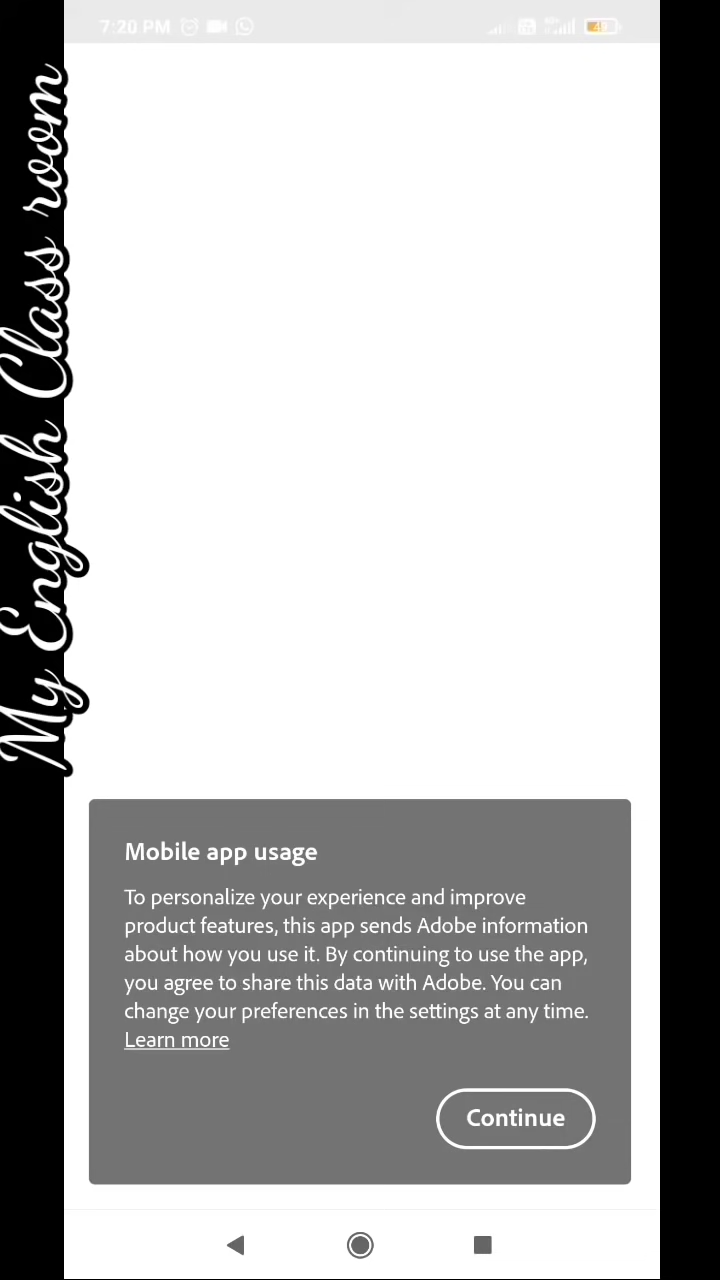 7:20 PM
49
My English Class room
Mobile app usage
To personalize your experience and improve
product features, this app sends Adobe information
about how you use it. By continuing to use the app,
you agree to share this data with Adobe. You can
change your preferences in the settings at any time.
Learn more
Continue